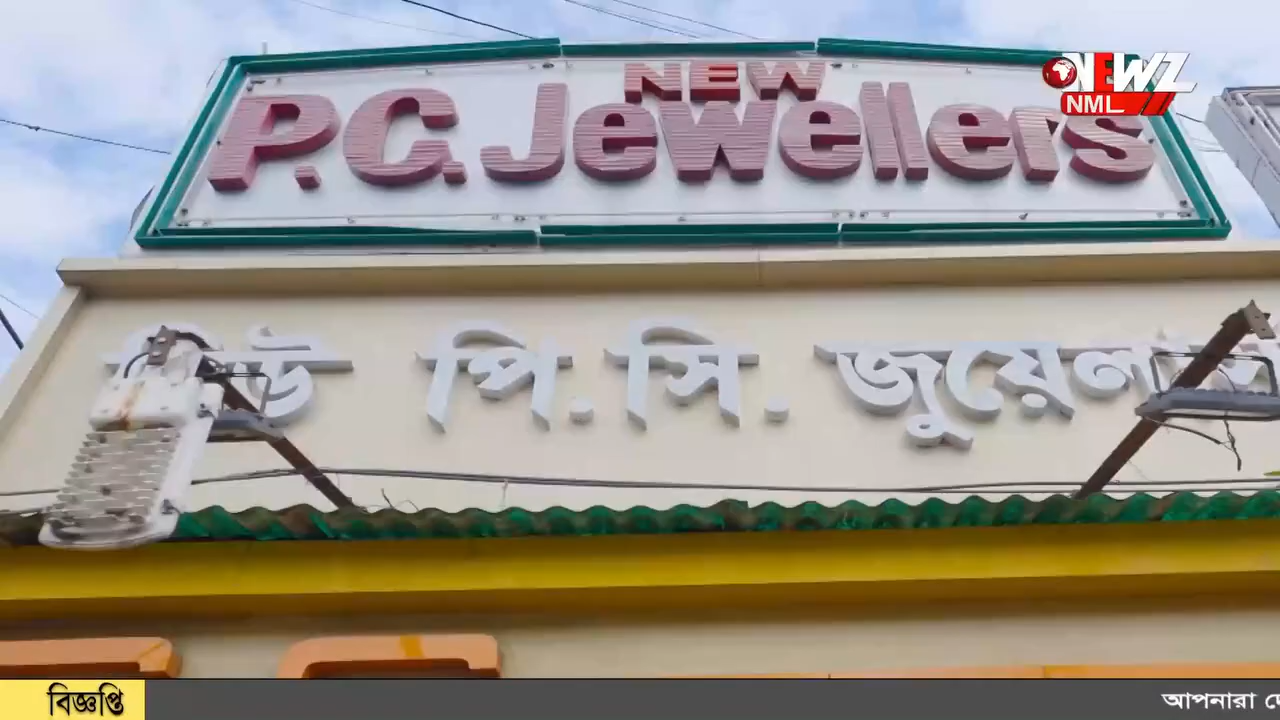 NEW
P.C. Jewellers
NEWZ
NML
পি.সি. জুয়েলার্স
বিজ্ঞপ্তি
আপনারা